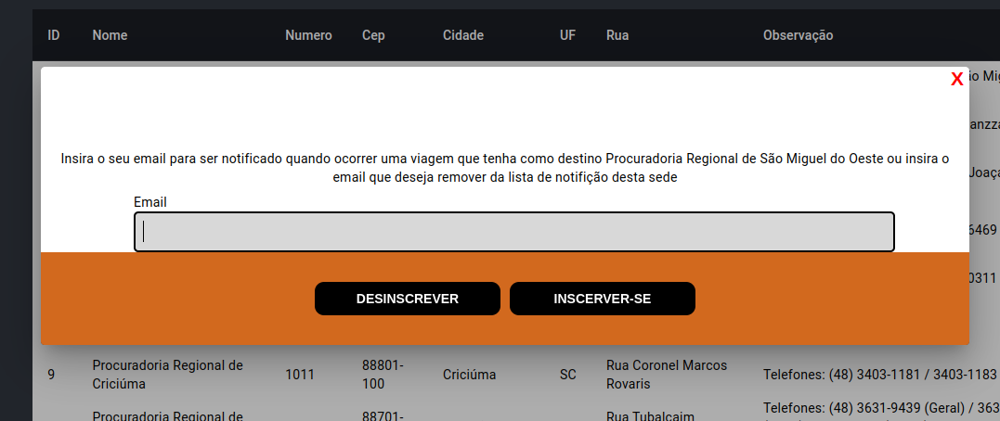 ID Nome Numero Cep Cidade UF Rua Observação
X
Insira o seu email para ser notificado quando ocorrer uma viagem que tenha como destino Procuradoria Regional de São Miguel do Oeste ou insira o
email que deseja remover da lista de notifição desta sede
Email
6469
0311
DESINSCREVER INSCERVER-SE
9 Procuradoria Regional de Criciúma 1011 88801-100 Criciúma SC Rua Coronel Marcos Rovaris Telefones: (48) 3403-1181 / 3403-1183
Procuradoria Regional de 88701- Rua Tubalcaim Telefones: (48) 3631-9439 (Geral) / 363